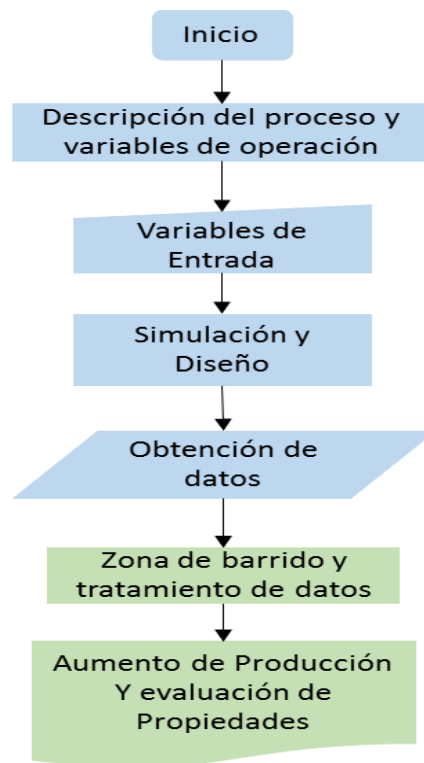 Inicio
Descripción del proceso y
variables de operación
Variables de
Entrada
Simulación y
Diseño
Obtención de
datos
Zona de barrido y
tratamiento de datos
Aumento de Producción
Y evaluación de
Propiedades